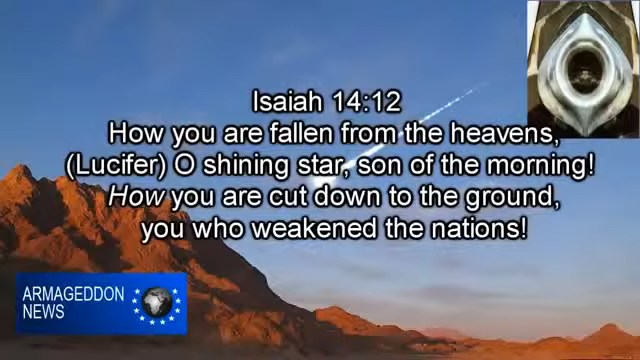 Isaiah 14:12
How you are fallen from the heavens,
(Lucifer) O shining star, son of the morning!
How you are cut down to the ground,
you who weakened the nations!
ARMAGEDDON
NEWS